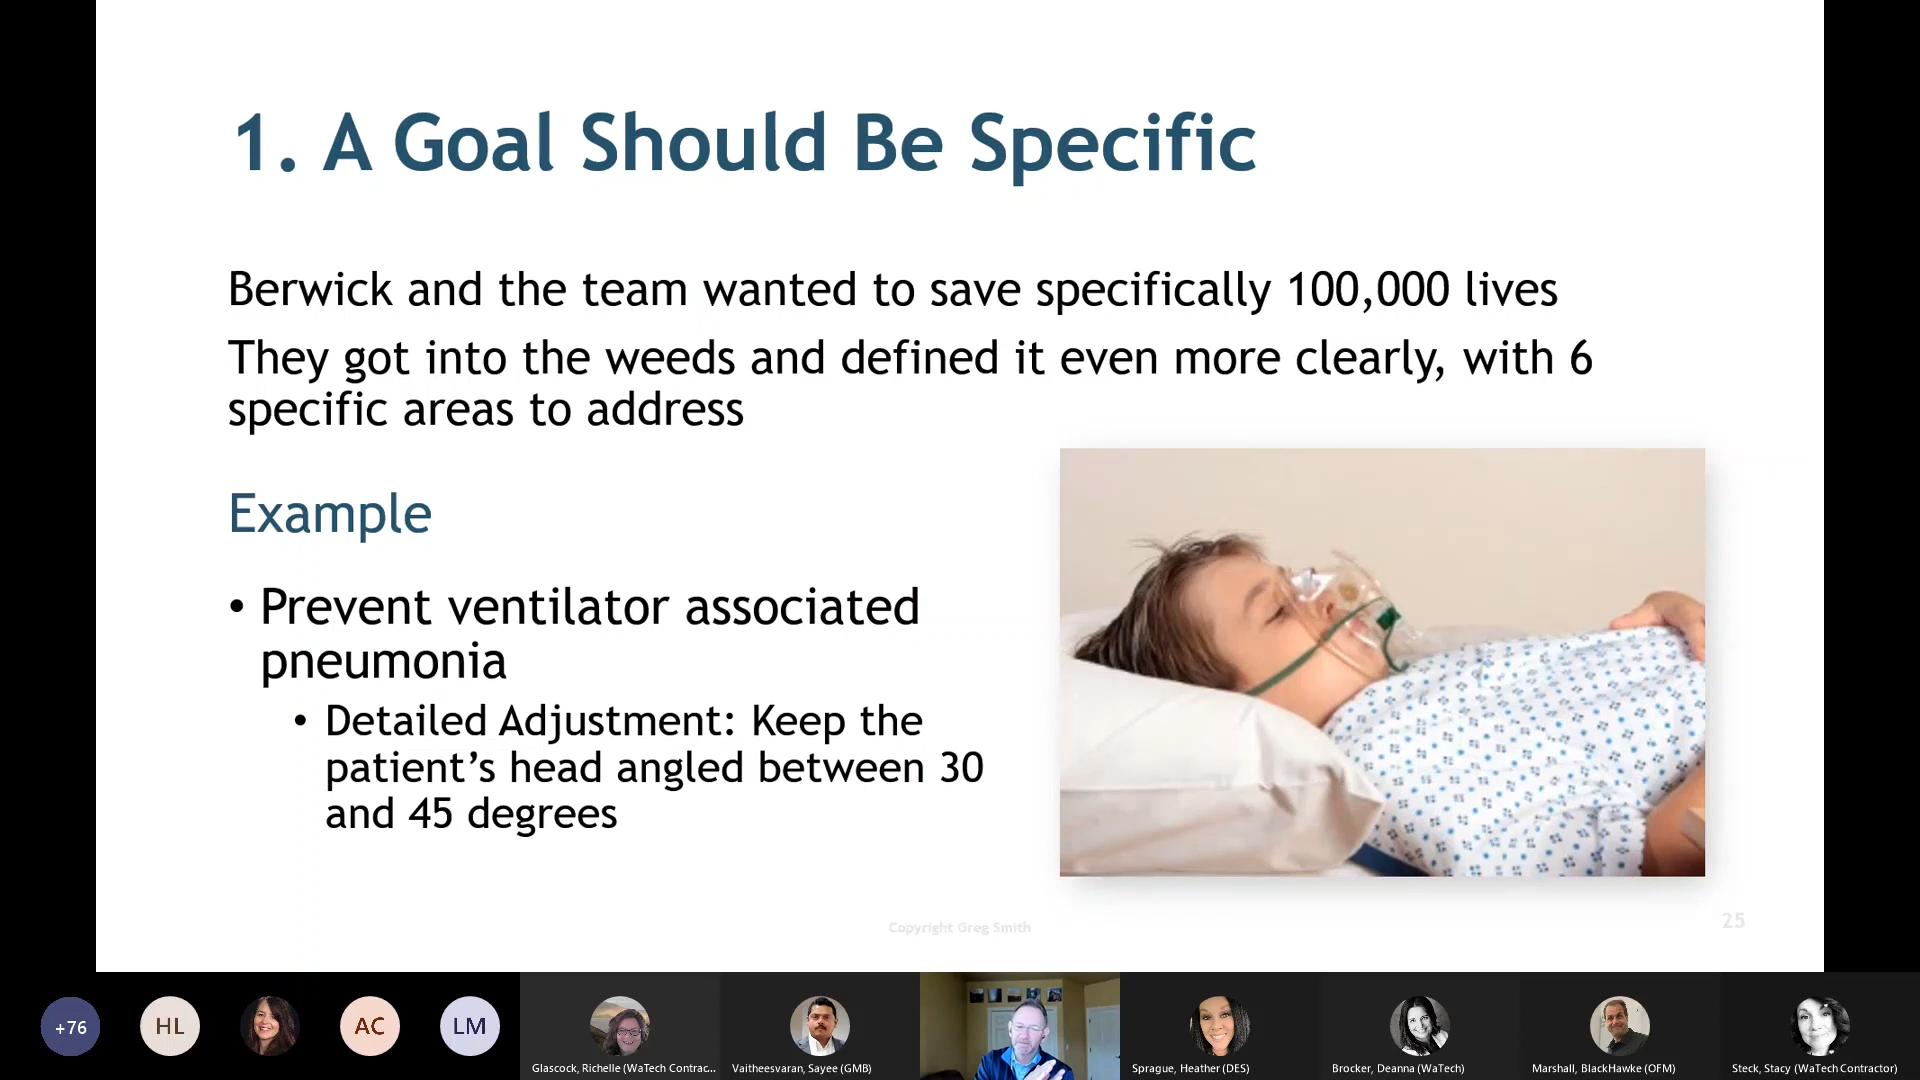 1. A Goal Should Be Specific
Berwick and the team wanted to save specifically 100,000 lives
They got into the weeds and defined it even more clearly, with 6
specific areas to address
Example
• Prevent ventilator associated
pneumonia
• Detailed Adjustment: Keep the
patient’s head angled between 30
and 45 degrees
Copyright Greg Smith
25
+76
HL
AC
LM
Glascock, Richelle (WaTech Contrac...
Vaitheesvaran, Sayee (GMB)
Sprague, Heather (DES)
Brocker, Deanna (WaTech)
Marshall, BlackHawke (OFM)
Steck, Stacy (WaTech Contractor)